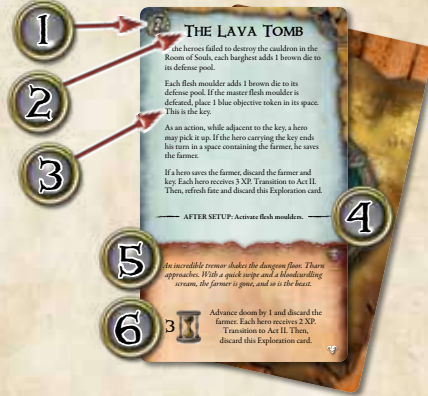 1
THE LAVA TOMB
the heroes failed to destroy the cauldron in the
Room of Souls, each barghest adds 1 brown die to
its defense pool.
2
Each flesh moulder adds 1 brown die to its
defense pool. If the master flesh moulder is
defeated, place 1 blue objective token in its space.
This is the key.
3
As an action, while adjacent to the key, a hero
may pick it up. If the hero carrying the key ends
his turn in a space containing the farmer, he saves
the farmer.
If a hero saves the farmer, discard the farmer and
key. Each hero receives 3 XP. Transition to Act II.
Then, refresh fate and discard this Exploration card.
AFTER SETUP: Activate flesh moulders.
4
5
An incredible tremor shakes the dungeon floor. Tharn
approaches. With a quick swipe and a bloodcurdling
scream, the farmer is gone, and so is the beast.
6
3
Advance doom by 1 and discard the
farmer. Each hero receives 2 XP.
Transition to Act II. Then,
discard this Exploration card.